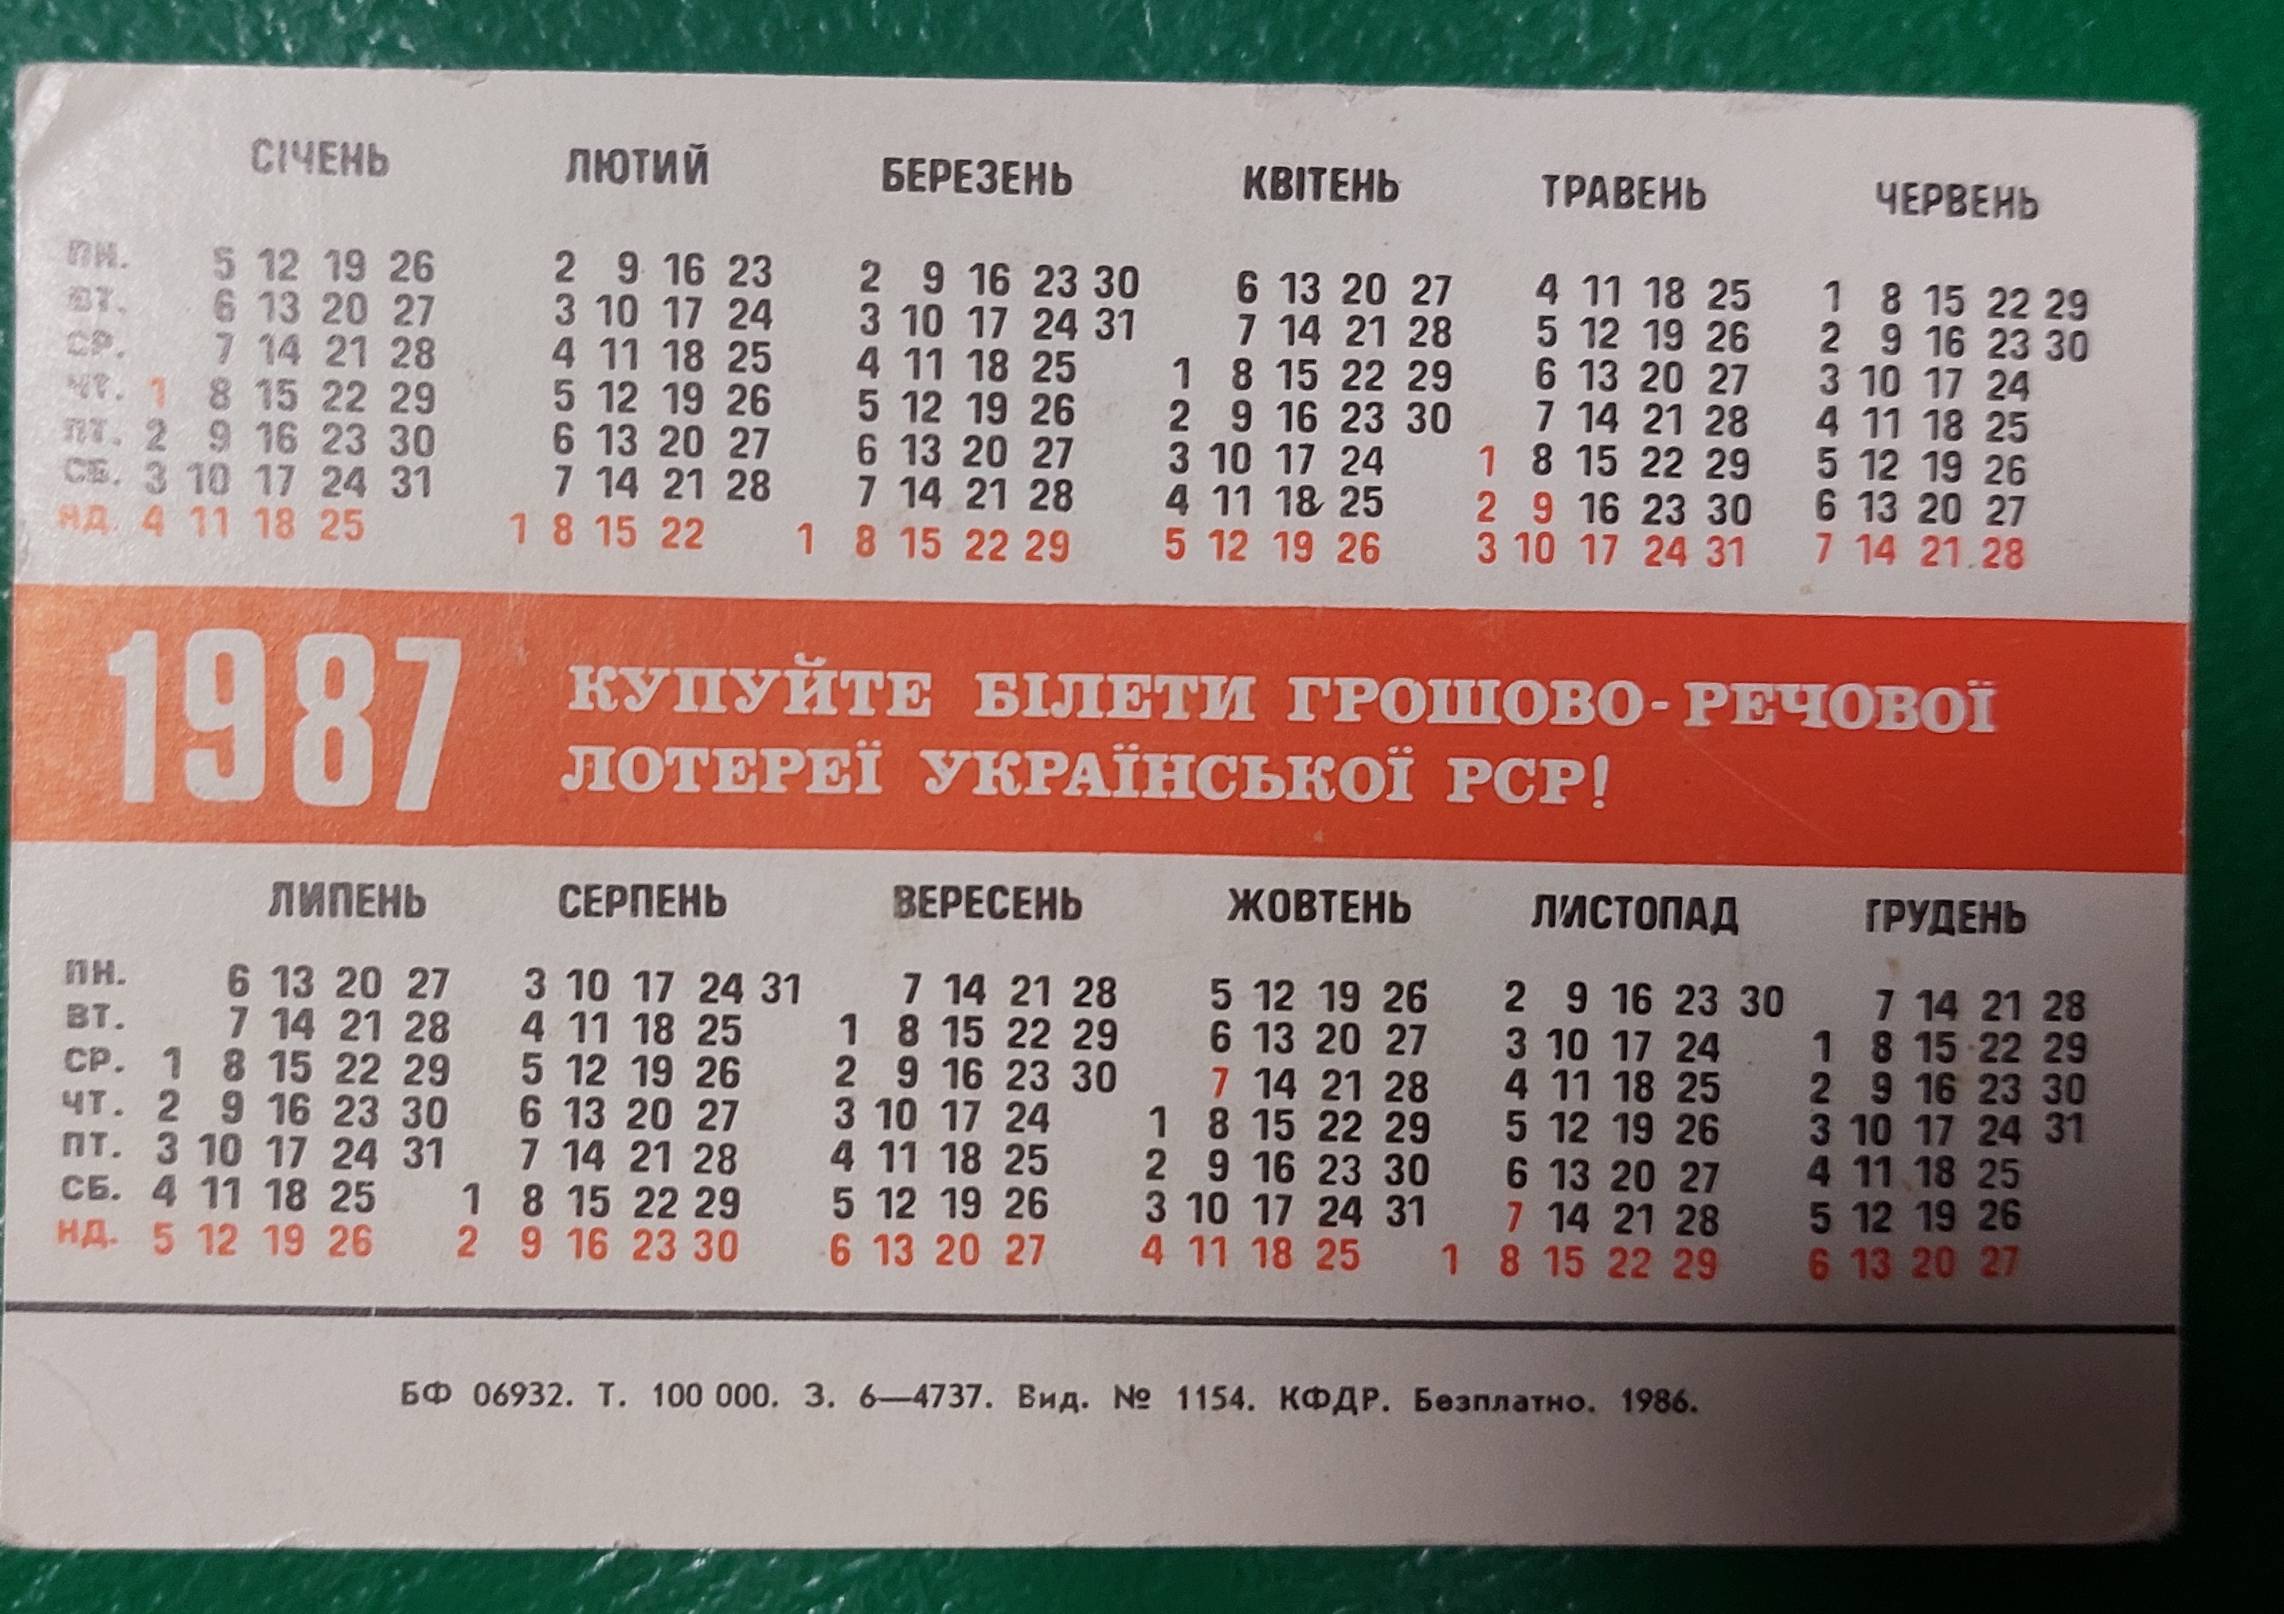 СІЧЕНЬ ЛЮТИЙ БЕРЕЗЕНЬ КВІТЕНЬ ТРАВЕНЬ ЧЕРВЕНЬ
ПН. 5 12 19 26 2 9 16 23 2 9 16 23 30 6 13 20 27 4 11 18 25 1 8 15 22 29
ВТ. 6 13 20 27 3 10 17 24 3 10 17 24 31 7 14 21 28 5 12 19 26 2 9 16 23 30
СР. 7 14 21 28 4 11 18 25 4 11 18 25 1 8 15 22 29 6 13 20 27 3 10 17 24
ЧТ. 1 8 15 22 29 5 12 19 26 5 12 19 26 2 9 16 23 30 7 14 21 28 4 11 18 25
ПТ. 2 9 16 23 30 6 13 20 27 6 13 20 27 3 10 17 24 1 8 15 22 29 5 12 19 26
СБ. 3 10 17 24 31 7 14 21 28 7 14 21 28 4 11 18 25 2 9 16 23 30 6 13 20 27
НД. 4 11 18 25 1 8 15 22 1 8 15 22 29 5 12 19 26 3 10 17 24 31 7 14 21 28
1987
КУПУЙТЕ БІЛЕТИ ГРОШОВО-РЕЧОВОЇ
ЛОТЕРЕЇ УКРАЇНСЬКОЇ РСР!
ЛИПЕНЬ СЕРПЕНЬ ВЕРЕСЕНЬ ЖОВТЕНЬ ЛИСТОПАД ГРУДЕНЬ
ПН. 6 13 20 27 3 10 17 24 31 7 14 21 28 5 12 19 26 2 9 16 23 30 7 14 21 28
ВТ. 7 14 21 28 4 11 18 25 1 8 15 22 29 6 13 20 27 3 10 17 24 1 8 15 22 29
СР. 1 8 15 22 29 5 12 19 26 2 9 16 23 30 7 14 21 28 4 11 18 25 2 9 16 23 30
ЧТ. 2 9 16 23 30 6 13 20 27 3 10 17 24 1 8 15 22 29 5 12 19 26 3 10 17 24 31
ПТ. 3 10 17 24 31 7 14 21 28 4 11 18 25 2 9 16 23 30 6 13 20 27 4 11 18 25
СБ. 4 11 18 25 1 8 15 22 29 5 12 19 26 3 10 17 24 31 7 14 21 28 5 12 19 26
НД. 5 12 19 26 2 9 16 23 30 6 13 20 27 4 11 18 25 1 8 15 22 29 6 13 20 27
БФ 06932. Т. 100 000. З. 6—4737. Вид. № 1154. КФДР. Безплатно. 1986.